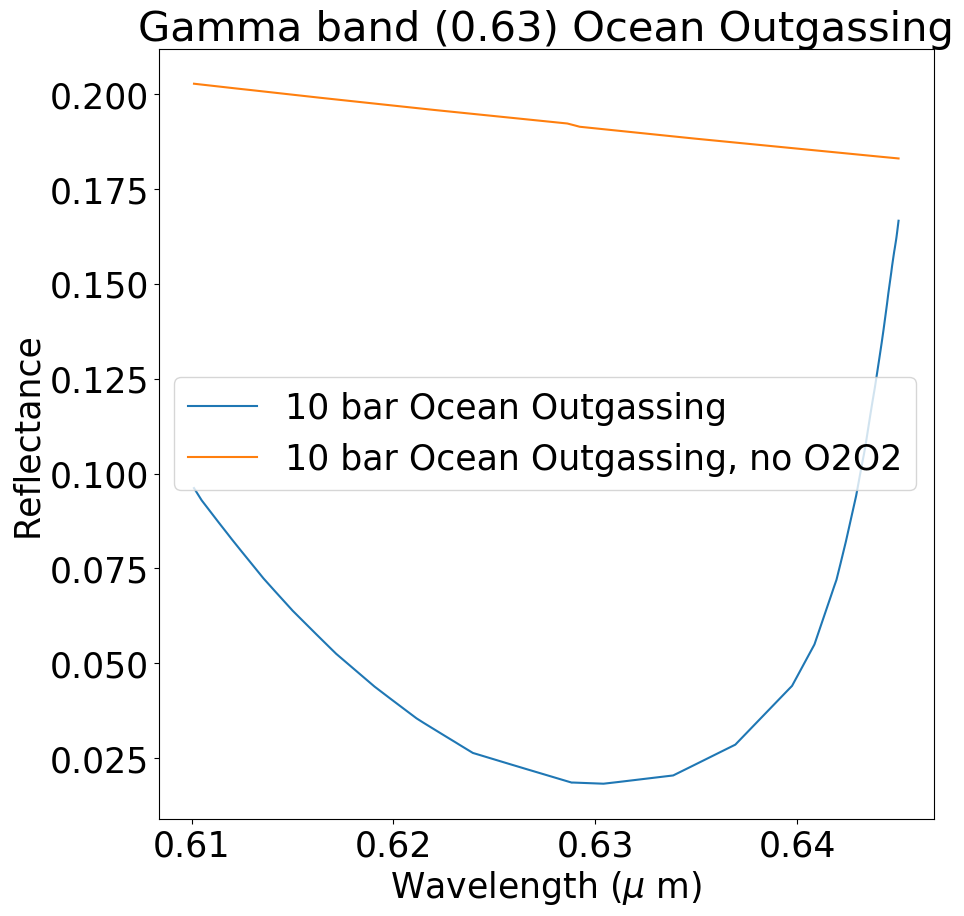 Gamma band (0.63) Ocean Outgassing
0.200
0.175
0.150
0.125
0.100
0.075
0.050
0.025
Reflectance
10 bar Ocean Outgassing
10 bar Ocean Outgassing, no O2O2
0.61 0.62 0.63 0.64
Wavelength (μ m)